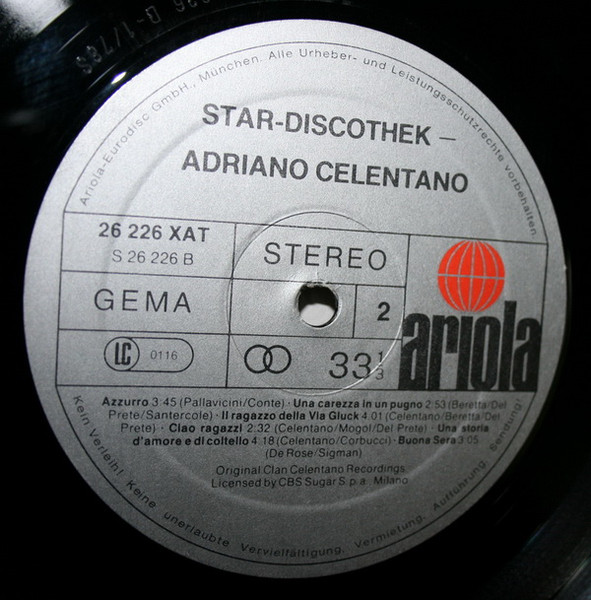 Ariola-Eurodisc GmbH., München. Alle Urheber- und Leistungsschutzrechte vorbehalten.
STAR-DISCOTHEK –
ADRIANO CELENTANO
26 226 XAT
S 26 226 B
STEREO
GEMA
2
ariola
LC 0116
33 1/3
Azzurro 3:45 (Pallavicini/Conte) · Una carezza in un pugno 2:53 (Beretta/Del
Prete/Santercole) · Il ragazzo della Via Gluck 4.01 (Celentano/Beretta/Del
Prete) · Ciao ragazzi 2:32 (Celentano/Mogol/Del Prete) · Una storia
d'amore e di coltello 4:18 (Celentano/Corbucci) · Buona Sera 3:05
(De Rose/Sigman)
Original Clan Celentano Recordings
Licensed by CBS Sugar S.p.a. Milano
Kein Verleih! Keine unerlaubte Vervielfältigung, Vermietung, Aufführung, Sendung!